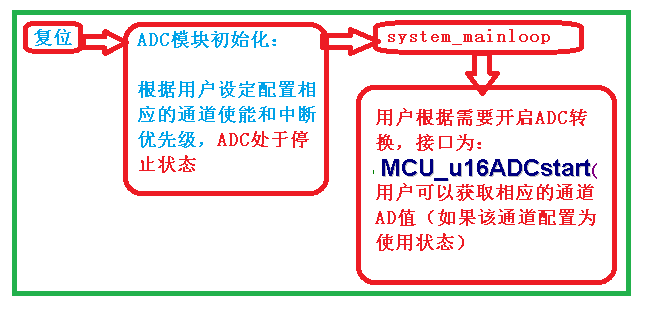 复位
ADC模块初始化：
根据用户设定配置相
应的通道使能和中断
优先级，ADC处于停
止状态
system_mainloop
用户根据需要开启ADC转
换，接口为：
MCU_u16ADCstart(
用户可以获取相应的通道
AD值（如果该通道配置为
使用状态）